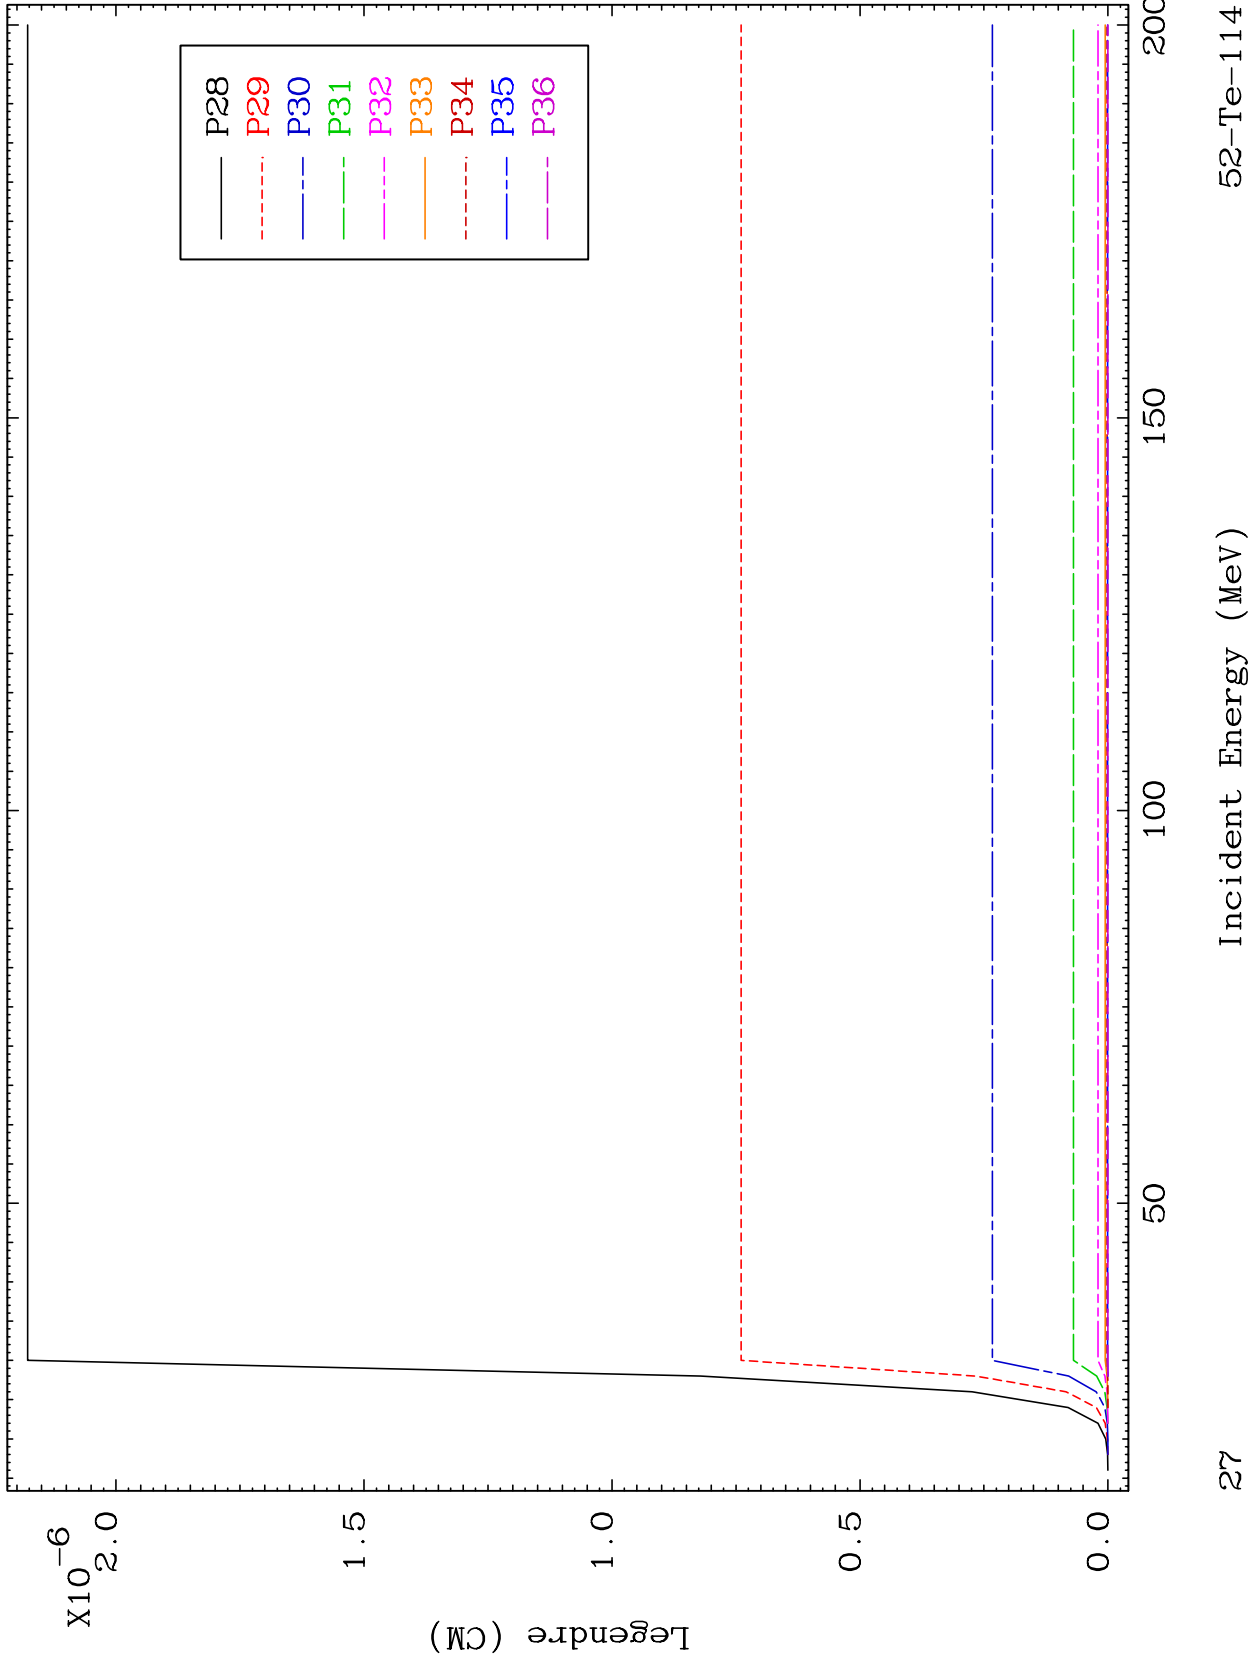 X10^-6
2.0
1.5
1.0
0.5
0.0
Legendre (CM)
P28
P29
P30
P31
P32
P33
P34
P35
P36
50
100
150
200
Incident Energy (MeV)
27
52-Te-114